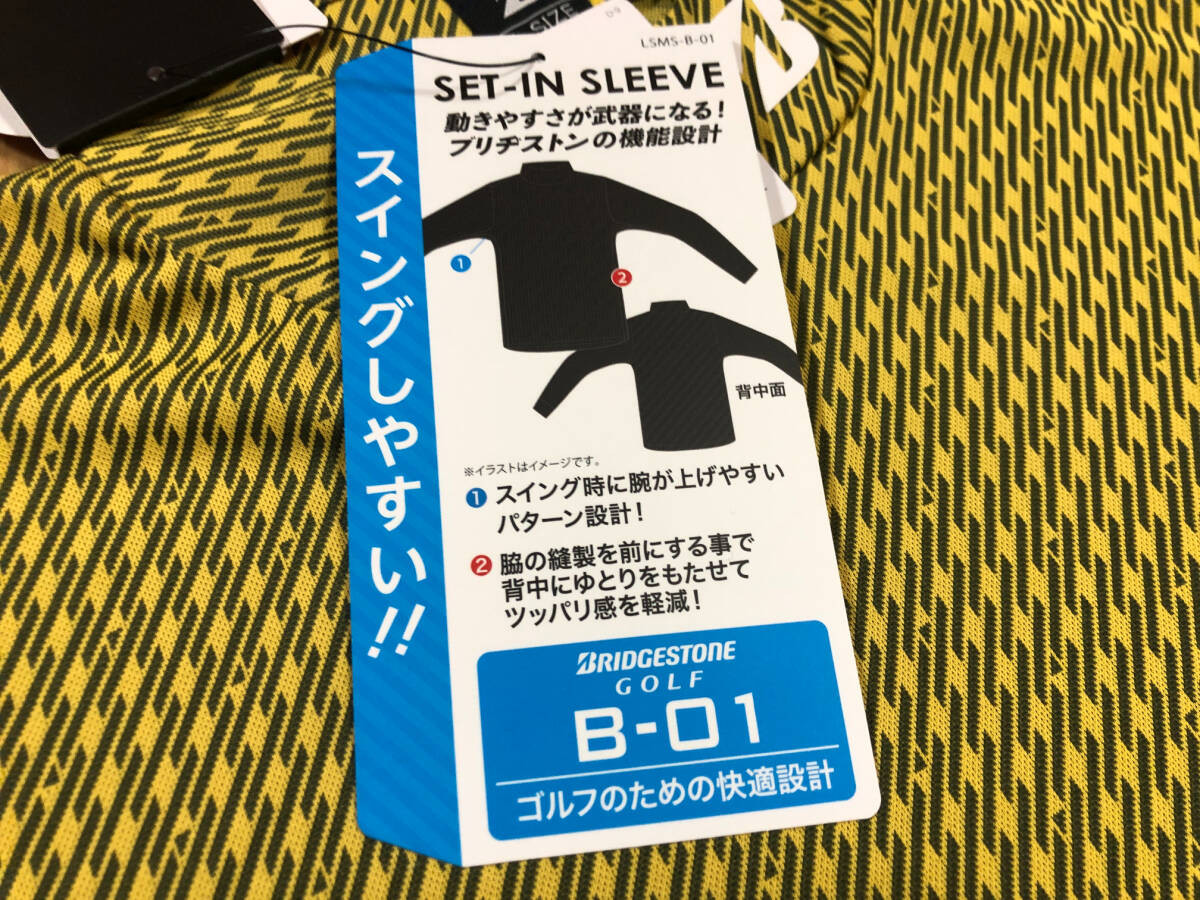 SIZE
LSMS-B-01
SET-IN SLEEVE
動きやすさが武器になる!
ブリヂストンの機能設計
スイングしやすい!!
1
2
背中面
※イラストはイメージです。
1 スイング時に腕が上げやすい
パターン設計!
2 脇の縫製を前にする事で
背中にゆとりをもたせて
ツッパリ感を軽減!
BRIDGESTONE
GOLF
B-01
ゴルフのための快適設計